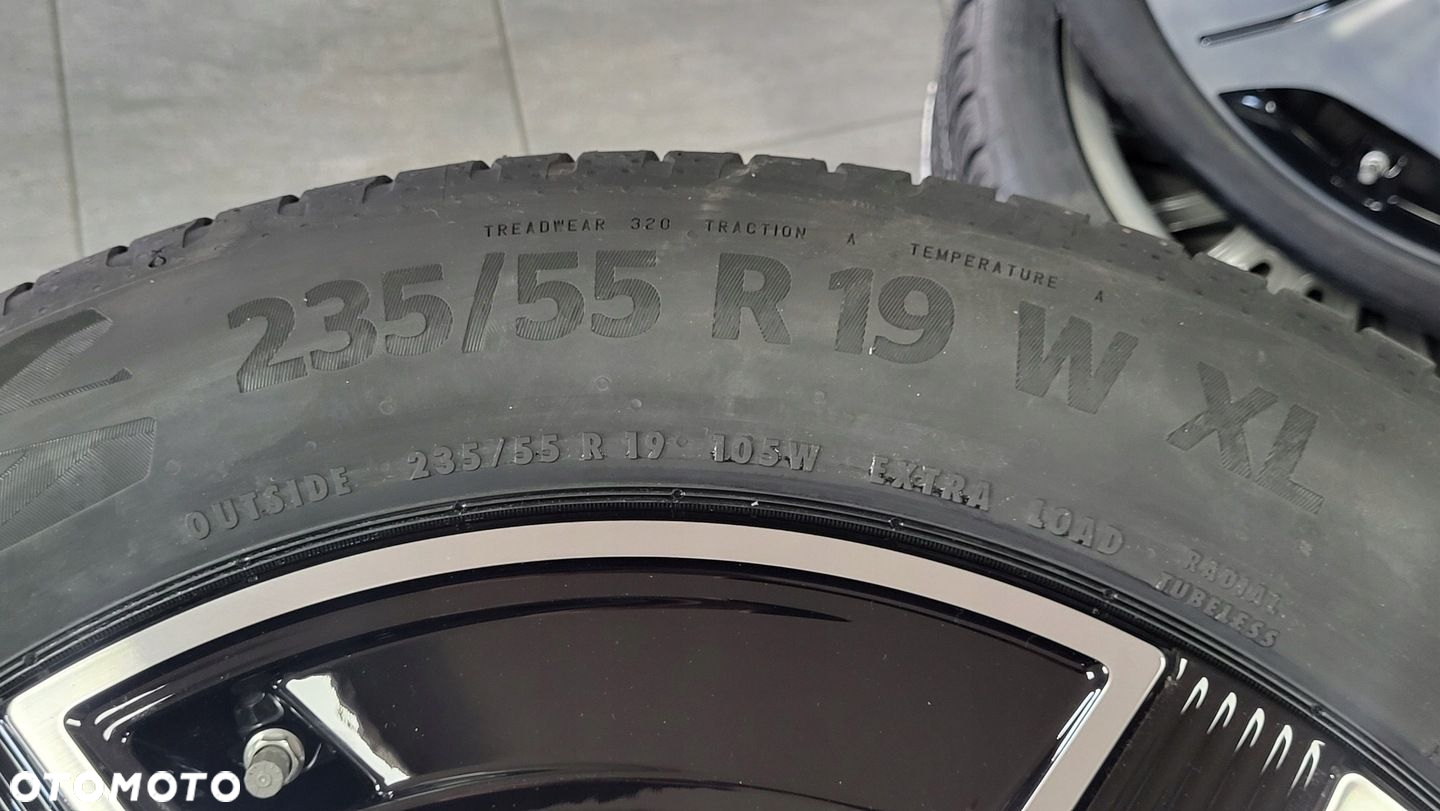 TREADWEAR 320 TRACTION A TEMPERATURE A
235/55 R 19 W XL
OUTSIDE 235/55 R 19 105W EXTRA LOAD RADIAL
TUBELESS
OTOMOTO